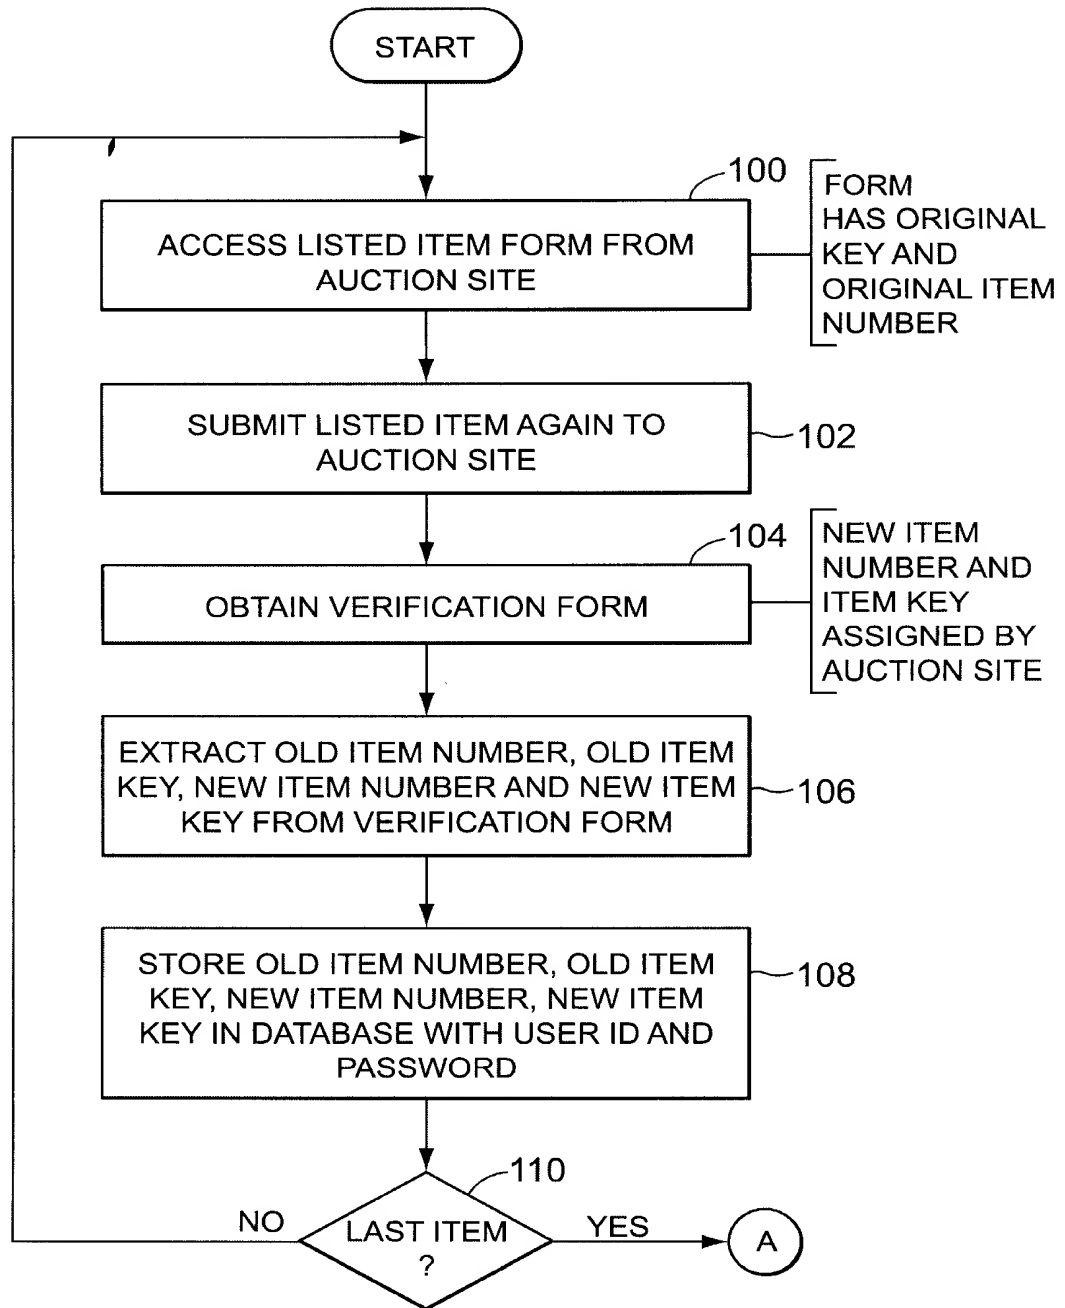 START
100
FORM
HAS ORIGINAL
KEY AND
ORIGINAL ITEM
NUMBER
ACCESS LISTED ITEM FORM FROM
AUCTION SITE
SUBMIT LISTED ITEM AGAIN TO
AUCTION SITE
102
104
NEW ITEM
NUMBER AND
ITEM KEY
ASSIGNED BY
AUCTION SITE
OBTAIN VERIFICATION FORM
EXTRACT OLD ITEM NUMBER, OLD ITEM
KEY, NEW ITEM NUMBER AND NEW ITEM
KEY FROM VERIFICATION FORM
106
STORE OLD ITEM NUMBER, OLD ITEM
KEY, NEW ITEM NUMBER, NEW ITEM
KEY IN DATABASE WITH USER ID AND
PASSWORD
108
110
NO
LAST ITEM
?
YES
A